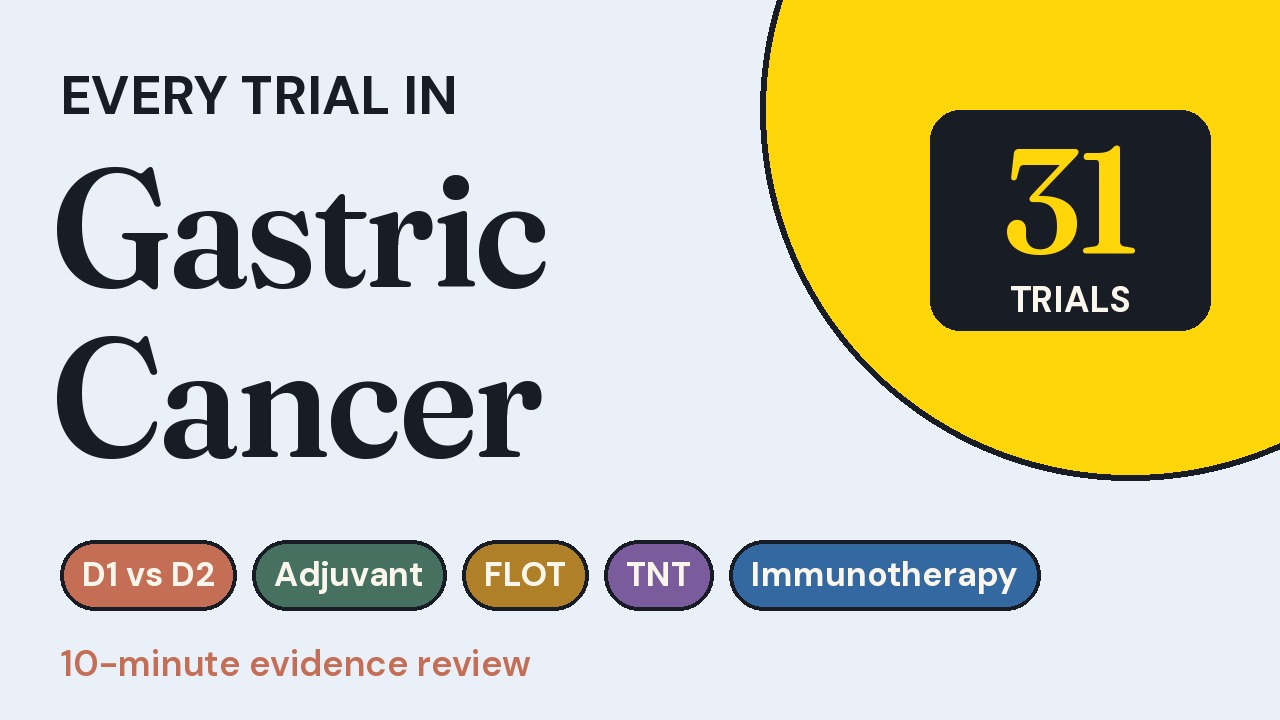 EVERY TRIAL IN
Gastric
Cancer
31
TRIALS
D1 vs D2 Adjuvant FLOT TNT Immunotherapy
10-minute evidence review